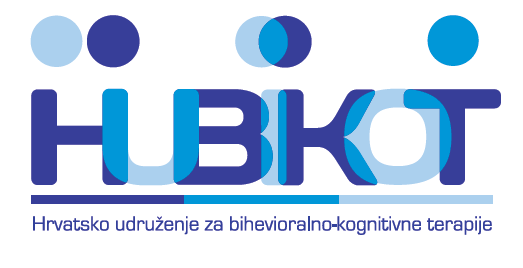 HUBIKOT
Hrvatsko udruženje za bihevioralno-kognitivne terapije